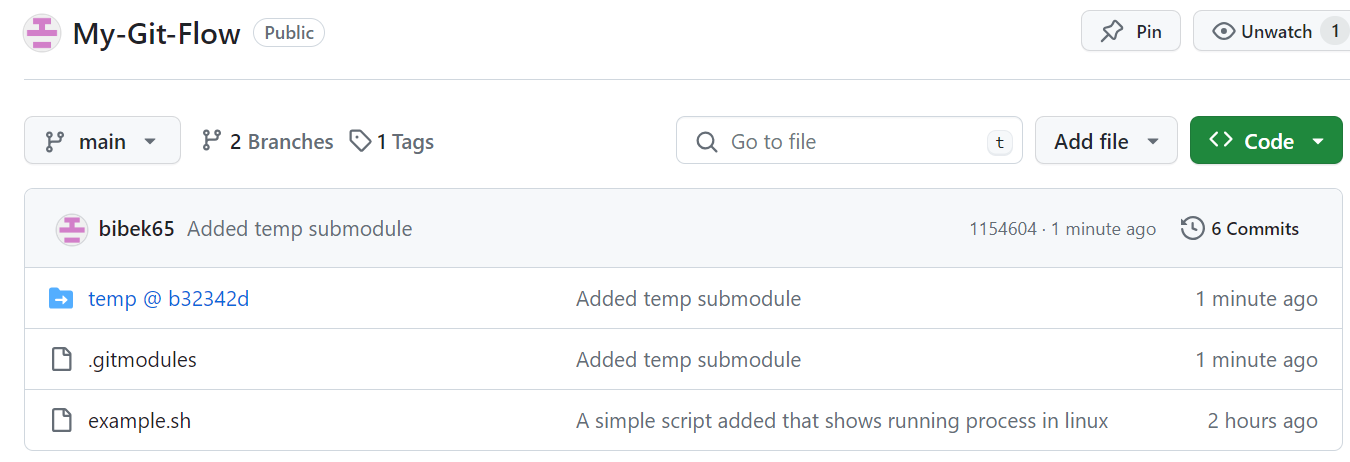 My-Git-Flow Public Pin Unwatch 1
main 2 Branches 1 Tags Go to file t Add file Code
bibek65 Added temp submodule 1154604 · 1 minute ago 6 Commits
temp @ b32342d Added temp submodule 1 minute ago
.gitmodules Added temp submodule 1 minute ago
example.sh A simple script added that shows running process in linux 2 hours ago